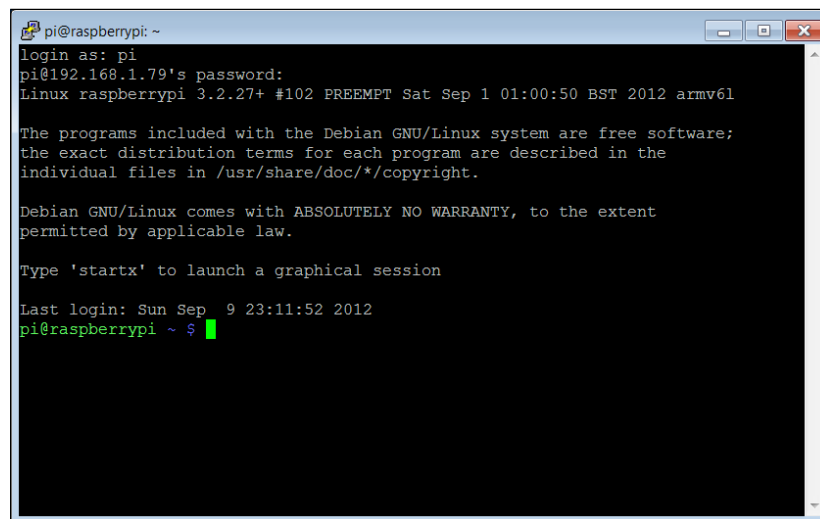 pi@raspberrypi: ~
login as: pi
pi@192.168.1.79's password:
Linux raspberrypi 3.2.27+ #102 PREEMPT Sat Sep 1 01:00:50 BST 2012 armv6l
The programs included with the Debian GNU/Linux system are free software;
the exact distribution terms for each program are described in the
individual files in /usr/share/doc/*/copyright.
Debian GNU/Linux comes with ABSOLUTELY NO WARRANTY, to the extent
permitted by applicable law.
Type 'startx' to launch a graphical session
Last login: Sun Sep  9 23:11:52 2012
pi@raspberrypi ~ $